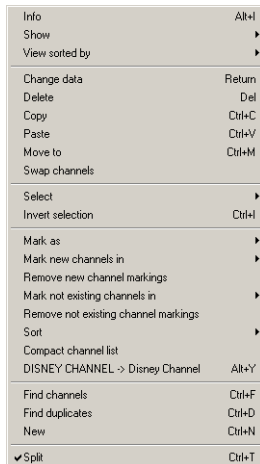 Info Alt+I
Show
View sorted by
Change data Return
Delete Del
Copy Ctrl+C
Paste Ctrl+V
Move to Ctrl+M
Swap channels
Select
Invert selection Ctrl+I
Mark as
Mark new channels in
Remove new channel markings
Mark not existing channels in
Remove not existing channel markings
Sort
Compact channel list
DISNEY CHANNEL -> Disney Channel Alt+Y
Find channels Ctrl+F
Find duplicates Ctrl+D
New Ctrl+N
Split Ctrl+T